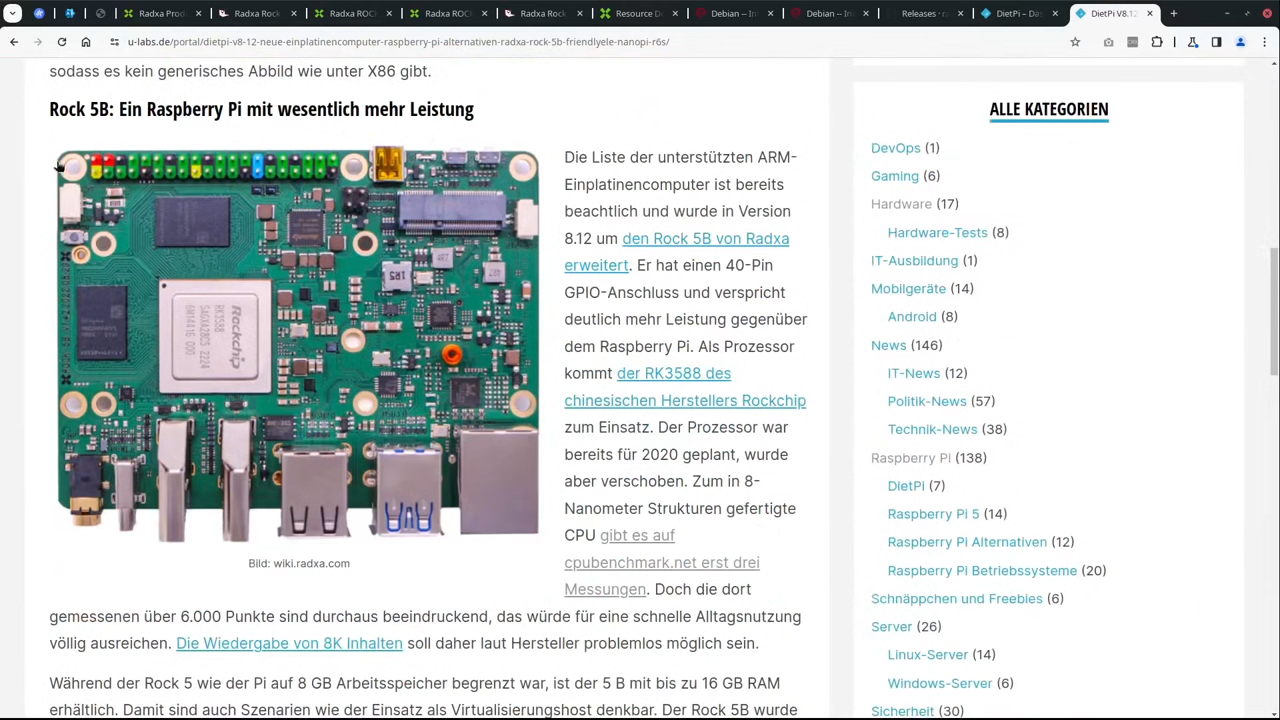 Radxa Pro
Radxa Rock
Radxa ROC
Radxa ROCK
Radxa Rock
Resource D
Debian -- In
Debian -- In
Releases · ra
DietPi – Das
DietPi V8.12
u-labs.de/portal/dietpi-v8-12-neue-einplatinencomputer-raspberry-pi-alternativen-radxa-rock-5b-friendlyele-nanopi-r6s/
sodass es kein generisches Abbild wie unter X86 gibt.
Rock 5B: Ein Raspberry Pi mit wesentlich mehr Leistung
Bild: wiki.radxa.com
Die Liste der unterstützten ARM-
Einplatinencomputer ist bereits
beachtlich und wurde in Version
8.12 um den Rock 5B von Radxa
erweitert. Er hat einen 40-Pin
GPIO-Anschluss und verspricht
deutlich mehr Leistung gegenüber
dem Raspberry Pi. Als Prozessor
kommt der RK3588 des
chinesischen Herstellers Rockchip
zum Einsatz. Der Prozessor war
bereits für 2020 geplant, wurde
aber verschoben. Zum in 8-
Nanometer Strukturen gefertigte
CPU gibt es auf
cpubenchmark.net erst drei
Messungen. Doch die dort
gemessenen über 6.000 Punkte sind durchaus beeindruckend, das würde für eine schnelle Alltagsnutzung
völlig ausreichen. Die Wiedergabe von 8K Inhalten soll daher laut Hersteller problemlos möglich sein.
Während der Rock 5 wie der Pi auf 8 GB Arbeitsspeicher begrenzt war, ist der 5 B mit bis zu 16 GB RAM
erhältlich. Damit sind auch Szenarien wie der Einsatz als Virtualisierungshost denkbar. Der Rock 5B wurde
ALLE KATEGORIEN
DevOps (1)
Gaming (6)
Hardware (17)
Hardware-Tests (8)
IT-Ausbildung (1)
Mobilgeräte (14)
Android (8)
News (146)
IT-News (12)
Politik-News (57)
Technik-News (38)
Raspberry Pi (138)
DietPi (7)
Raspberry Pi 5 (14)
Raspberry Pi Alternativen (12)
Raspberry Pi Betriebssysteme (20)
Schnäppchen und Freebies (6)
Server (26)
Linux-Server (14)
Windows-Server (6)
Sicherheit (30)